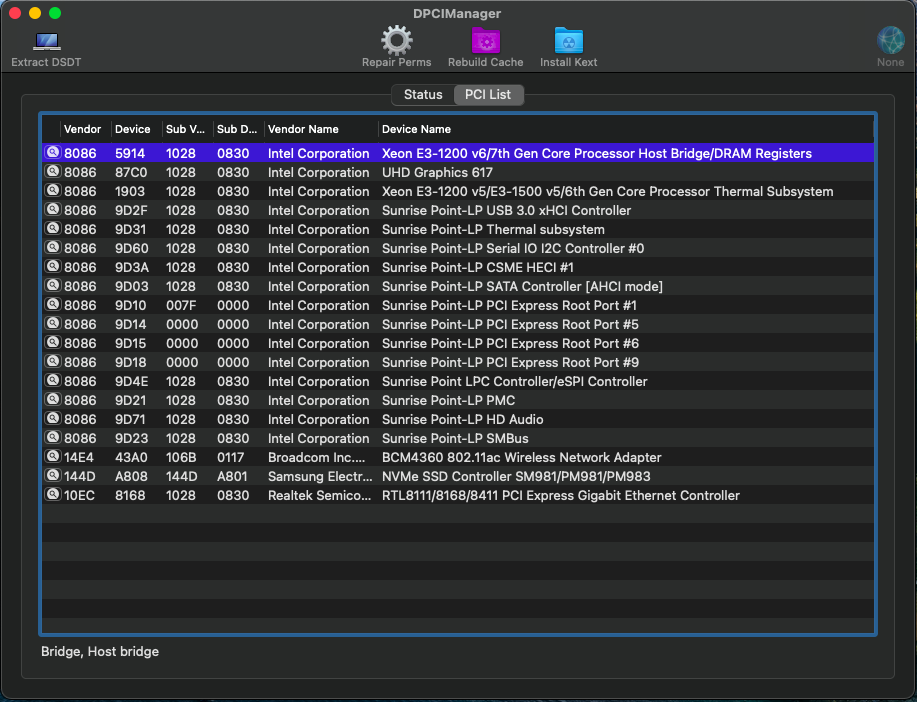 DPCIManager
Extract DSDT
Repair Perms
Rebuild Cache
Install Kext
None
Status PCI List
Vendor Device Sub V... Sub D... Vendor Name Device Name
8086 5914 1028 0830 Intel Corporation Xeon E3-1200 v6/7th Gen Core Processor Host Bridge/DRAM Registers
8086 87C0 1028 0830 Intel Corporation UHD Graphics 617
8086 1903 1028 0830 Intel Corporation Xeon E3-1200 v5/E3-1500 v5/6th Gen Core Processor Thermal Subsystem
8086 9D2F 1028 0830 Intel Corporation Sunrise Point-LP USB 3.0 xHCI Controller
8086 9D31 1028 0830 Intel Corporation Sunrise Point-LP Thermal subsystem
8086 9D60 1028 0830 Intel Corporation Sunrise Point-LP Serial IO I2C Controller #0
8086 9D3A 1028 0830 Intel Corporation Sunrise Point-LP CSME HECI #1
8086 9D03 1028 0830 Intel Corporation Sunrise Point-LP SATA Controller [AHCI mode]
8086 9D10 007F 0000 Intel Corporation Sunrise Point-LP PCI Express Root Port #1
8086 9D14 0000 0000 Intel Corporation Sunrise Point-LP PCI Express Root Port #5
8086 9D15 0000 0000 Intel Corporation Sunrise Point-LP PCI Express Root Port #6
8086 9D18 0000 0000 Intel Corporation Sunrise Point-LP PCI Express Root Port #9
8086 9D4E 1028 0830 Intel Corporation Sunrise Point LPC Controller/eSPI Controller
8086 9D21 1028 0830 Intel Corporation Sunrise Point-LP PMC
8086 9D71 1028 0830 Intel Corporation Sunrise Point-LP HD Audio
8086 9D23 1028 0830 Intel Corporation Sunrise Point-LP SMBus
14E4 43A0 106B 0117 Broadcom Inc.... BCM4360 802.11ac Wireless Network Adapter
144D A808 144D A801 Samsung Electr... NVMe SSD Controller SM981/PM981/PM983
10EC 8168 1028 0830 Realtek Semico... RTL8111/8168/8411 PCI Express Gigabit Ethernet Controller
Bridge, Host bridge